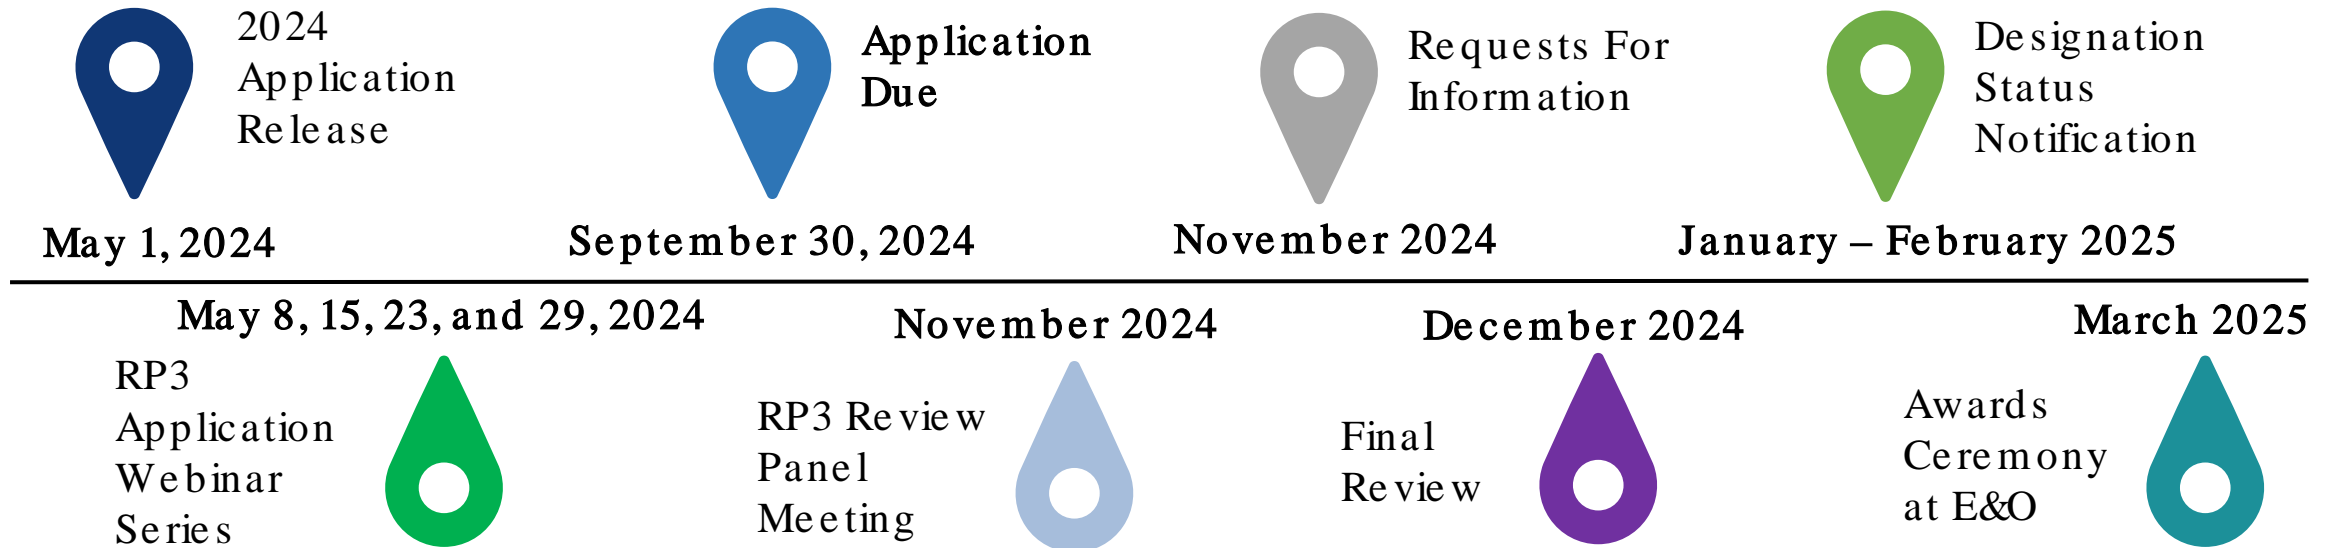 2024
Application
Release
May 1, 2024
Application
Due
September 30, 2024
Requests For
Information
November 2024
Designation
Status
Notification
January – February 2025
May 8, 15, 23, and 29, 2024
RP3
Application
Webinar
Series
November 2024
RP3 Review
Panel
Meeting
December 2024
Final
Review
March 2025
Awards
Ceremony
at E&O